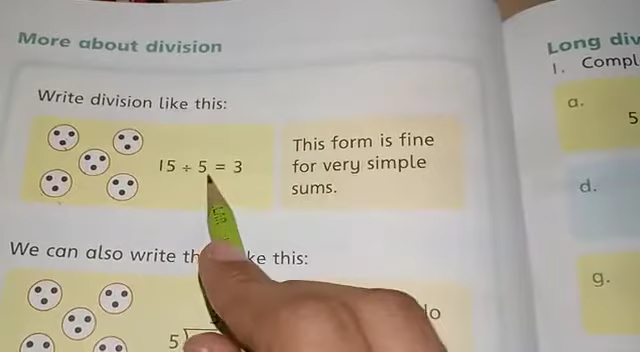 More about division
Write division like this:
15 ÷ 5 = 3
This form is fine
for very simple
sums.
We can also write
ke this:
5
lo
Long div
1. Compl
a.
5
d.
g.